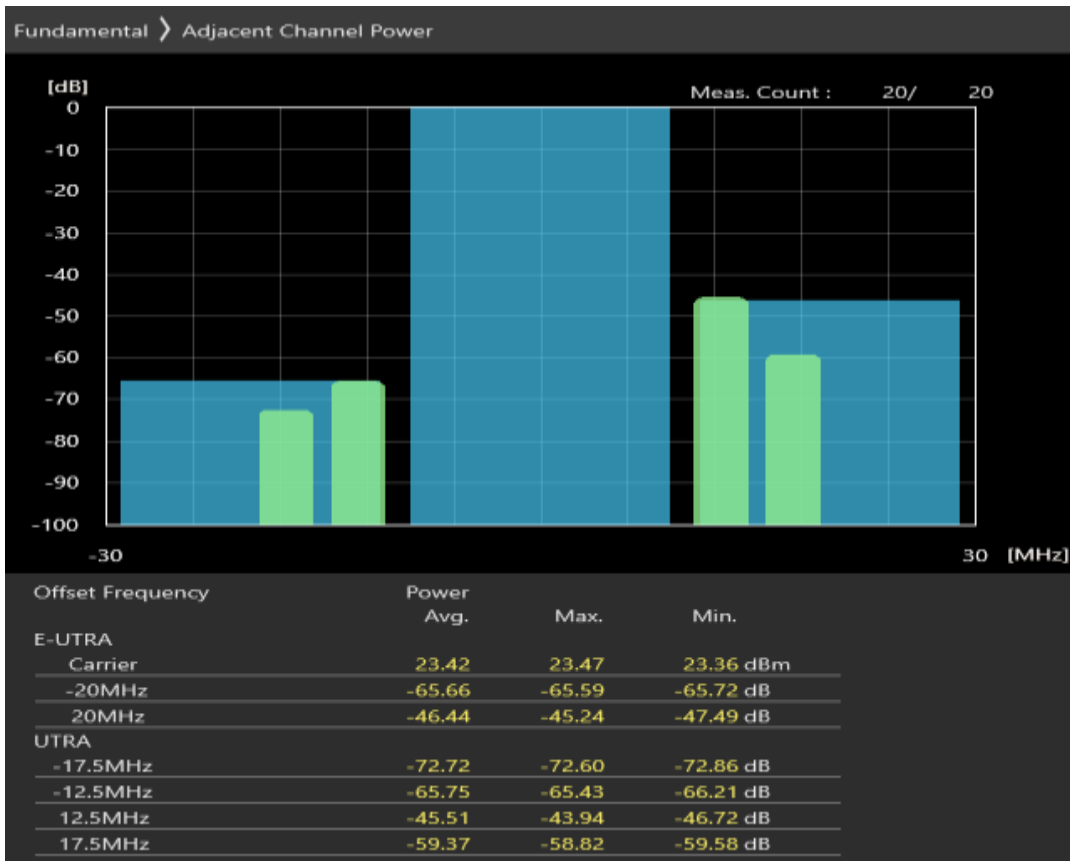 Fundamental 〉 Adjacent Channel Power
[dB]
Meas. Count : 20/ 20
0
-10
-20
-30
-40
-50
-60
-70
-80
-90
-100
-30 30 [MHz]
Offset Frequency Power
Avg. Max. Min.
E-UTRA
Carrier 23.42 23.47 23.36 dBm
-20MHz -65.66 -65.59 -65.72 dB
20MHz -46.44 -45.24 -47.49 dB
UTRA
-17.5MHz -72.72 -72.60 -72.86 dB
-12.5MHz -65.75 -65.43 -66.21 dB
12.5MHz -45.51 -43.94 -46.72 dB
17.5MHz -59.37 -58.82 -59.58 dB